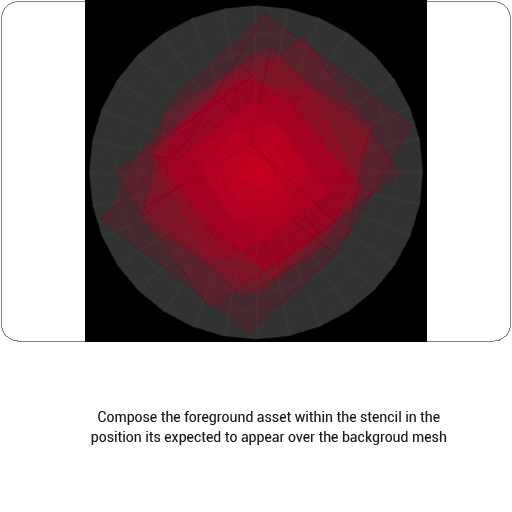 Compose the foreground asset within the stencil in the
position its expected to appear over the backgroud mesh